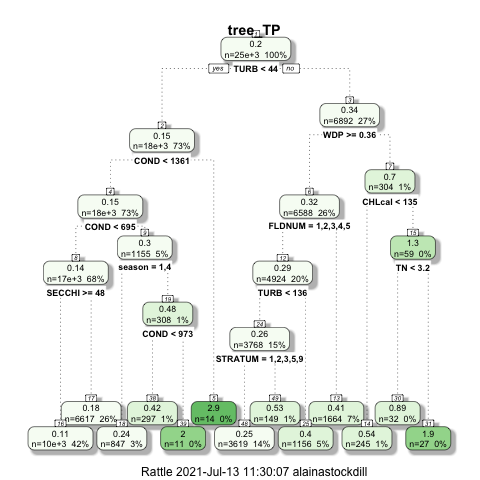 tree_TP
1
0.2
n=25e+3 100%
yes TURB < 44 no
3
0.34
n=6892 27%
WDP >= 0.36
2
0.15
n=18e+3 73%
COND < 1361
7
0.7
n=304 1%
CHLcal < 135
4
0.15
n=18e+3 73%
COND < 695
6
0.32
n=6588 26%
FLDNUM = 1,2,3,4,5
9
0.3
n=1155 5%
season = 1,4
15
1.3
n=59 0%
TN < 3.2
8
0.14
n=17e+3 68%
SECCHI >= 48
12
0.29
n=4924 20%
TURB < 136
19
0.48
n=308 1%
COND < 973
24
0.26
n=3768 15%
STRATUM = 1,2,3,5,9
17 38 5 49 13 30
0.18 0.42 2.9 0.53 0.41 0.89
n=6617 26% n=297 1% n=14 0% n=149 1% n=1664 7% n=32 0%
16 18 39 48 25 14 31
0.11 0.24 2 0.25 0.4 0.54 1.9
n=10e+3 42% n=847 3% n=11 0% n=3619 14% n=1156 5% n=245 1% n=27 0%
Rattle 2021-Jul-13 11:30:07 alainastockdill